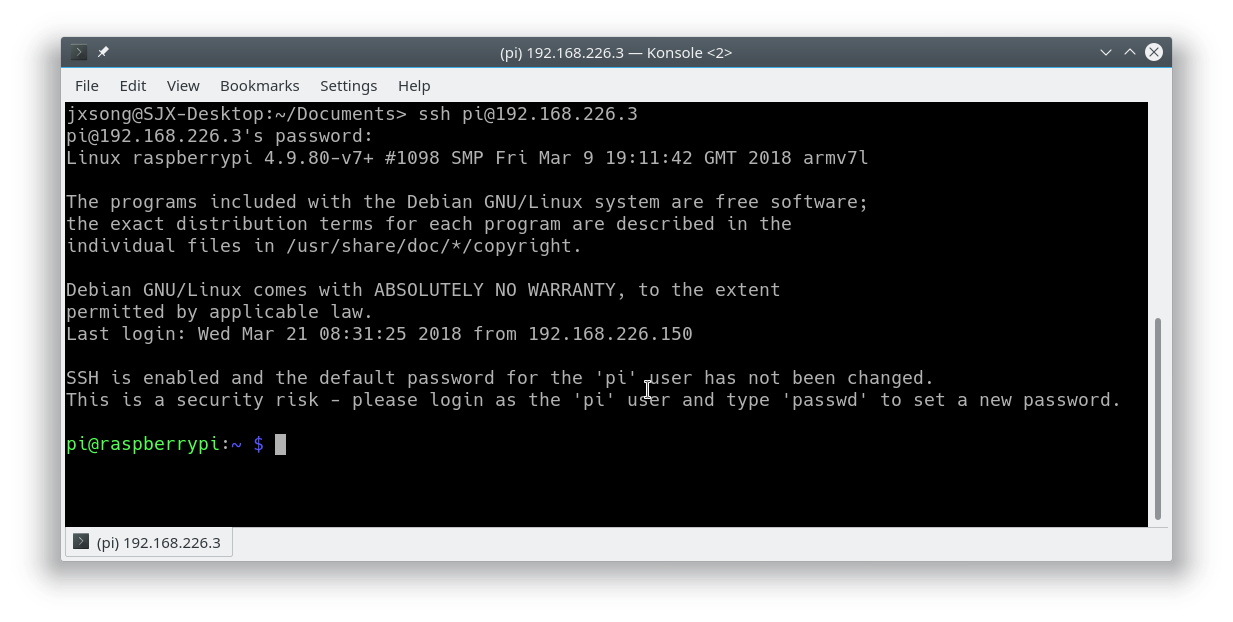 (pi) 192.168.226.3 — Konsole <2>
File Edit View Bookmarks Settings Help
jxsong@SJX-Desktop:~/Documents> ssh pi@192.168.226.3
pi@192.168.226.3's password:
Linux raspberrypi 4.9.80-v7+ #1098 SMP Fri Mar 9 19:11:42 GMT 2018 armv7l
The programs included with the Debian GNU/Linux system are free software;
the exact distribution terms for each program are described in the
individual files in /usr/share/doc/*/copyright.
Debian GNU/Linux comes with ABSOLUTELY NO WARRANTY, to the extent
permitted by applicable law.
Last login: Wed Mar 21 08:31:25 2018 from 192.168.226.150
SSH is enabled and the default password for the 'pi' user has not been changed.
This is a security risk - please login as the 'pi' user and type 'passwd' to set a new password.
pi@raspberrypi:~ $
(pi) 192.168.226.3